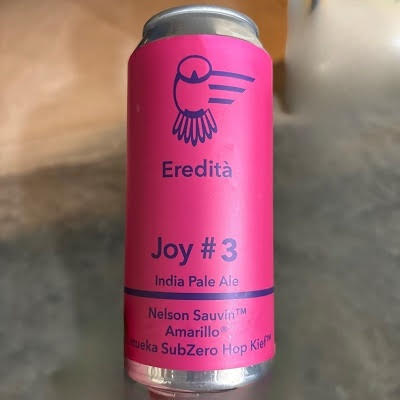 Eredità
Joy #3
India Pale Ale
Nelson Sauvin™
Amarillo®
SubZero Hop Kief™